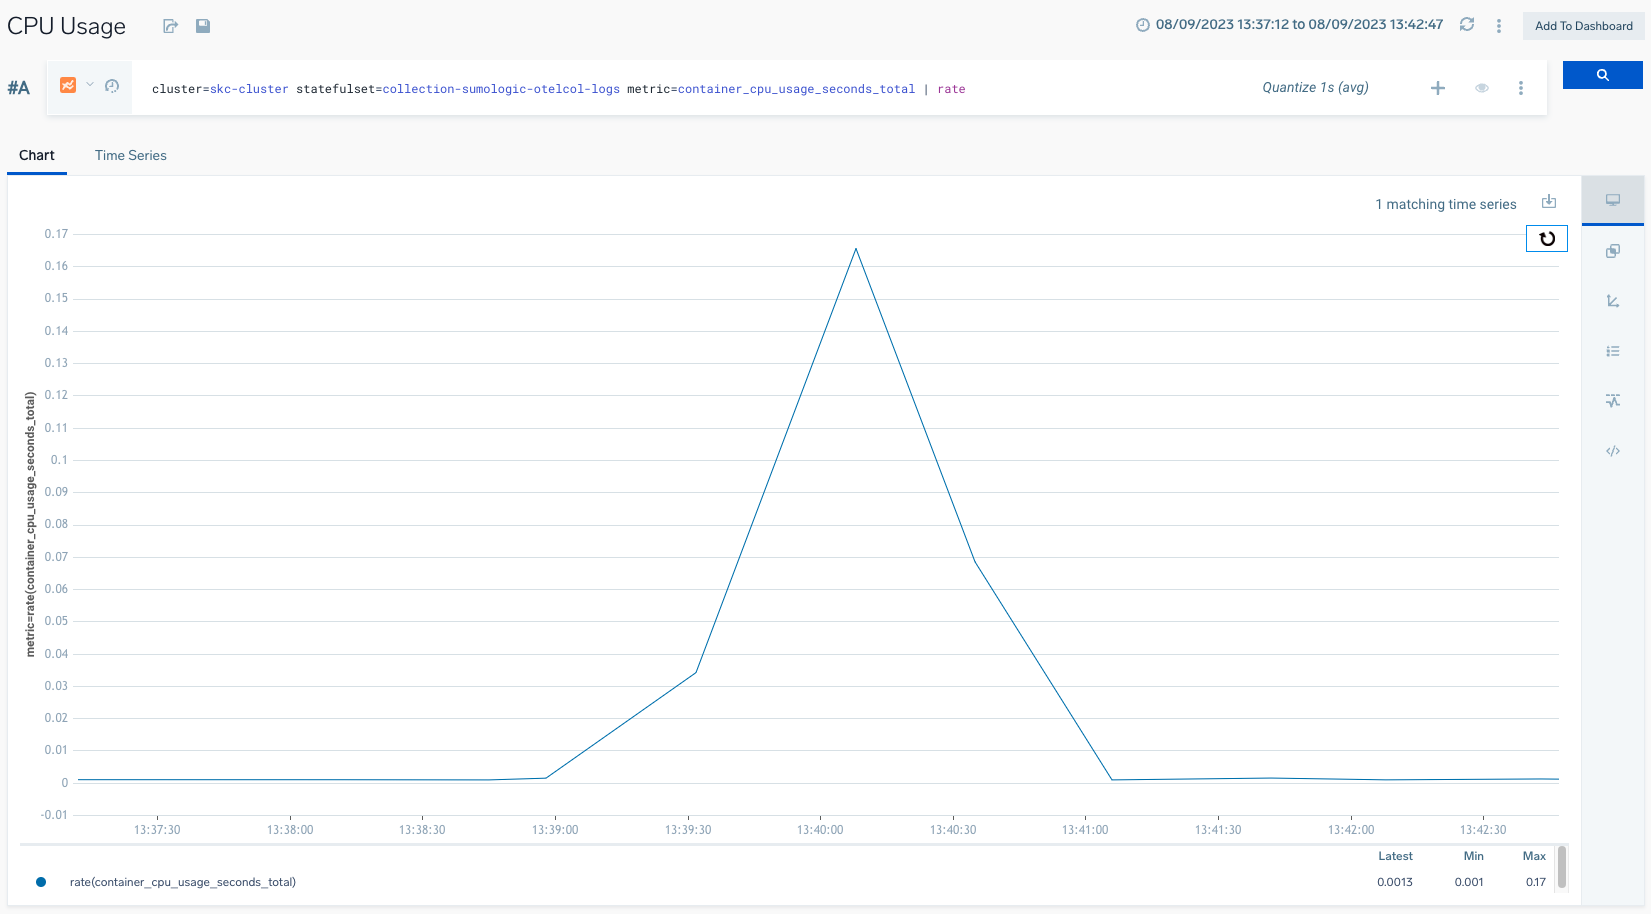 CPU Usage
08/09/2023 13:37:12 to 08/09/2023 13:42:47
Add To Dashboard
#A
cluster=skc-cluster statefulset=collection-sumologic-otelcol-logs metric=container_cpu_usage_seconds_total | rate
Quantize 1s (avg)
Chart
Time Series
1 matching time series
metric=rate(container_cpu_usage_seconds_total)
0.17
0.16
0.15
0.14
0.13
0.12
0.11
0.1
0.09
0.08
0.07
0.06
0.05
0.04
0.03
0.02
0.01
0
-0.01
13:37:30 13:38:00 13:38:30 13:39:00 13:39:30 13:40:00 13:40:30 13:41:00 13:41:30 13:42:00 13:42:30
Latest Min Max
rate(container_cpu_usage_seconds_total) 0.0013 0.001 0.17